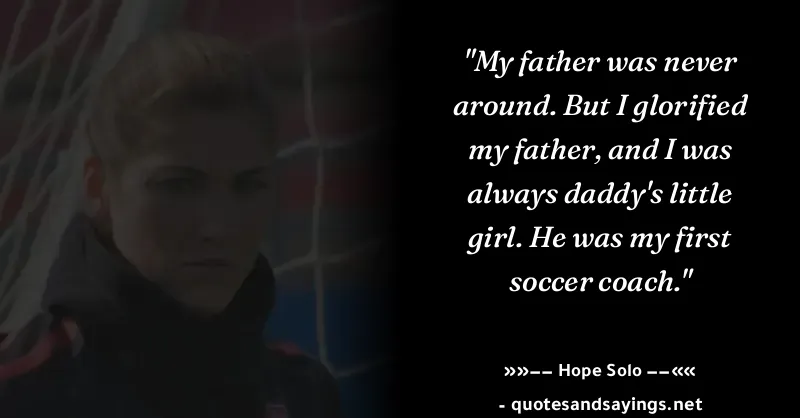 "My father was never
around. But I glorified
my father, and I was
always daddy's little
girl. He was my first
soccer coach."
»»–– Hope Solo ––««
- quotesandsayings.net